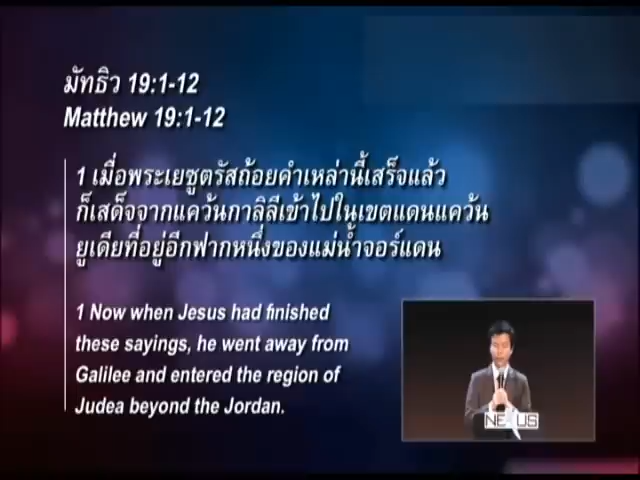 มัทธิว 19:1-12
Matthew 19:1-12
1 เมื่อพระเยซูตรัสถ้อยคำเหล่านี้เสร็จแล้ว
ก็เสด็จจากแคว้นกาลิลีเข้าไปในเขตแดนแคว้น
ยูเดียที่อยู่อีกฟากหนึ่งของแม่น้ำจอร์แดน
1 Now when Jesus had finished
these sayings, he went away from
Galilee and entered the region of
Judea beyond the Jordan.